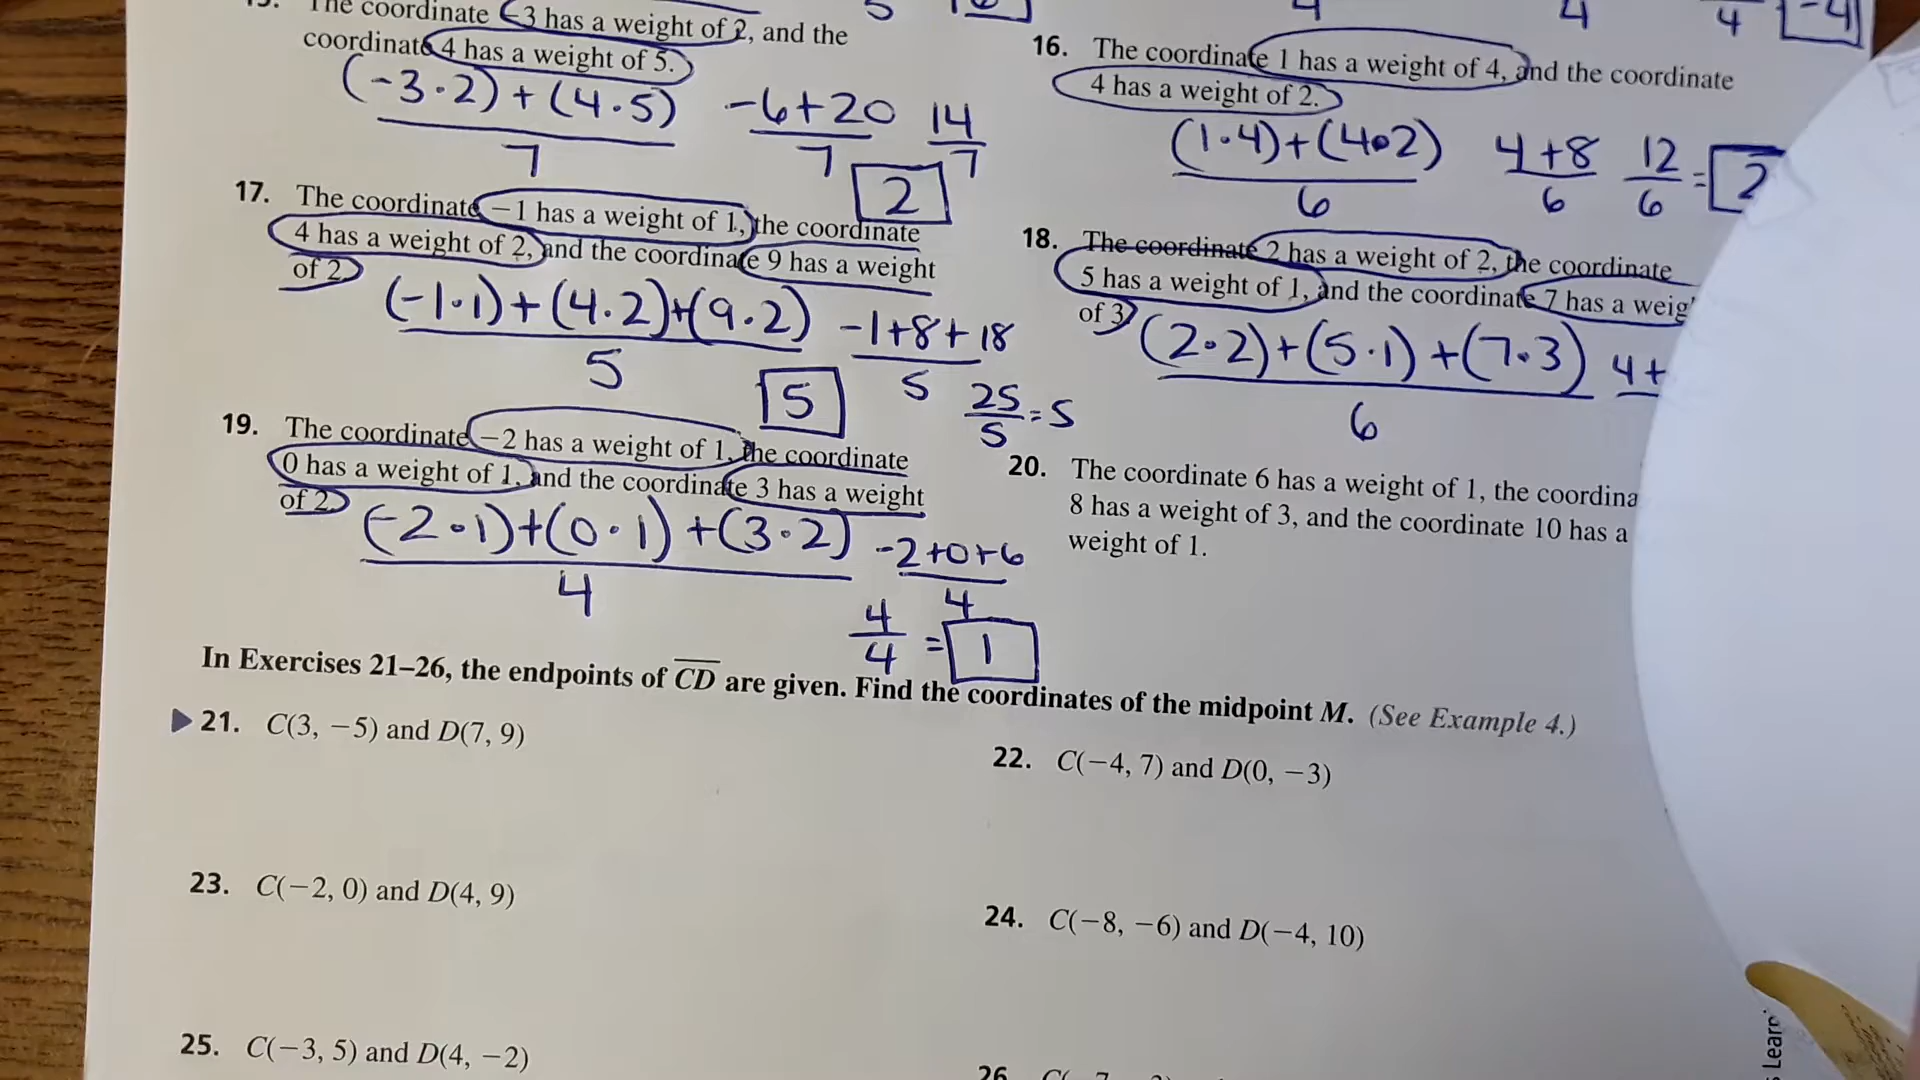 The coordinate −3 has a weight of 2, and the
coordinate 4 has a weight of 5.
(-3·2)+(4·5)
7
-6+20
7
14
7
2
16. The coordinate 1 has a weight of 4, and the coordinate
4 has a weight of 2.
(1·4)+(4·2)
6
4+8
6
12
6
=
2
17. The coordinate −1 has a weight of 1, the coordinate
4 has a weight of 2, and the coordinate 9 has a weight
of 2.
(-1·1)+(4·2)+(9·2)
5
-1+8+18
5
25
5
=5
5
18. The coordinate 2 has a weight of 2, the coordinate
5 has a weight of 1, and the coordinate 7 has a
of 3
(2·2)+(5·1)+(7·3)
6
4+
19. The coordinate −2 has a weight of 1, the coordinate
0 has a weight of 1, and the coordinate 3 has a weight
of 2.
(-2·1)+(0·1)+(3·2)
4
-2+0+6
4
4
4
=
1
20. The coordinate 6 has a weight of 1, the
8 has a weight of 3, and the coordinate 10 has a
weight of 1.
In Exercises 21–26, the endpoints of CD are given. Find the coordinates of the midpoint M. (See Example 4.)
21. C(3, −5) and D(7, 9)
22. C(−4, 7) and D(0, −3)
23. C(−2, 0) and D(4, 9)
24. C(−8, −6) and D(−4, 10)
25. C(−3, 5) and D(4, −2)
26.